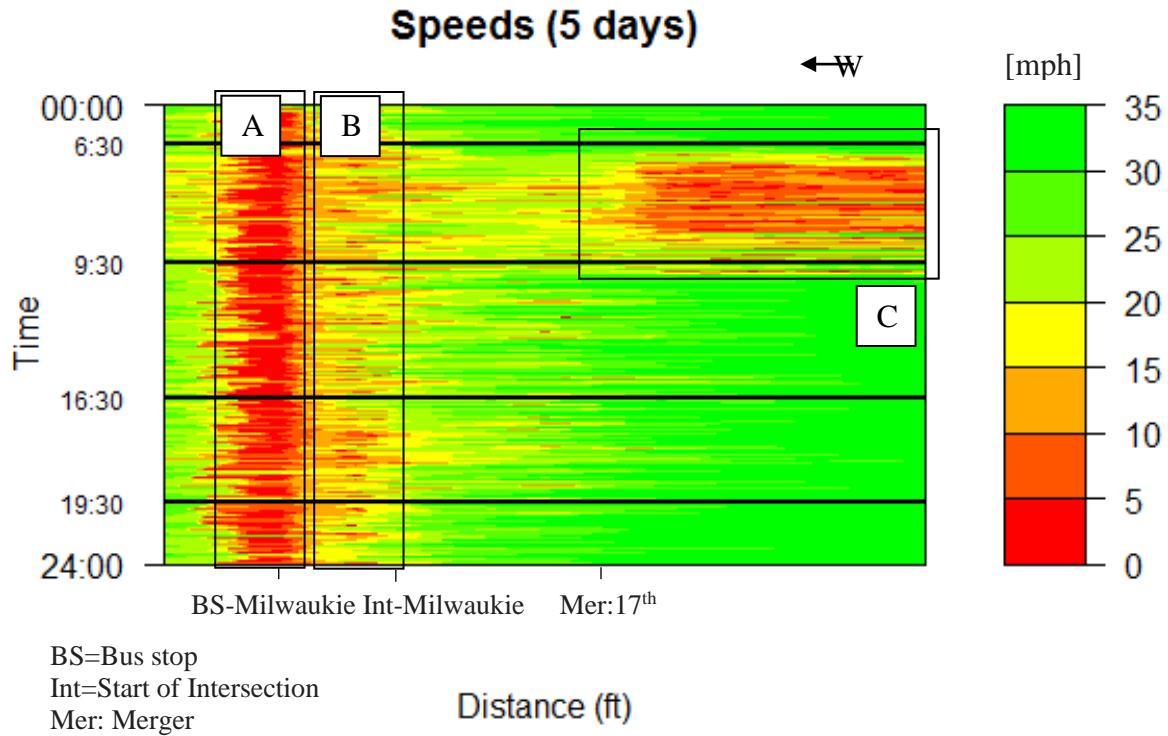 Speeds (5 days)
W
[mph]
A
B
C
00:00
6:30
9:30
16:30
19:30
24:00
Time
35
30
25
20
15
10
5
0
BS-Milwaukie Int-Milwaukie Mer:17th
BS=Bus stop
Int=Start of Intersection
Mer: Merger
Distance (ft)